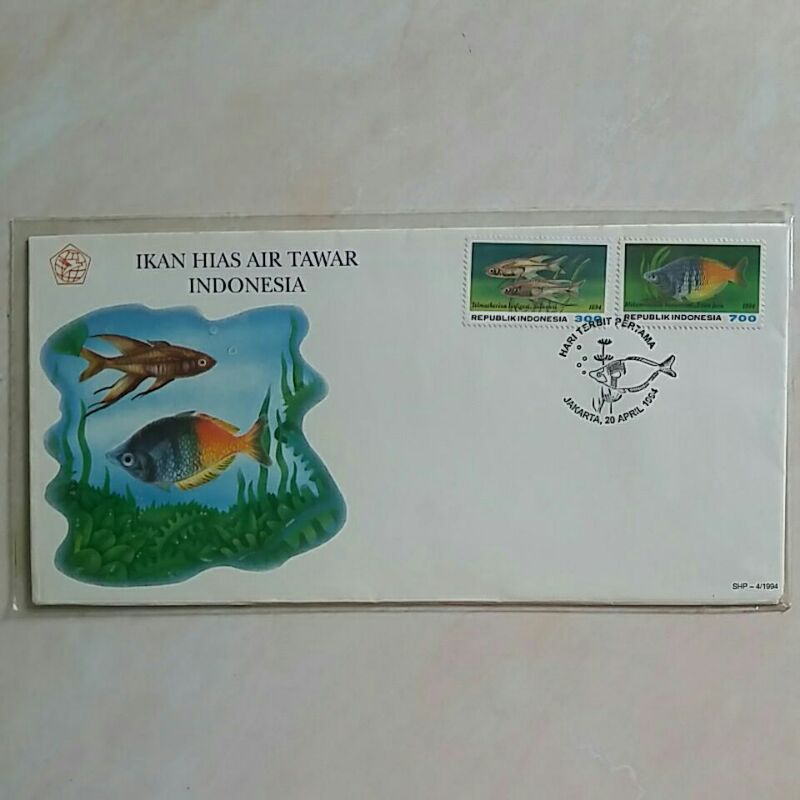 IKAN HIAS AIR TAWAR
INDONESIA
1994
REPUBLIK INDONESIA 300
1994
REPUBLIK INDONESIA 700
HARI TERBIT PERTAMA
JAKARTA, 20 APRIL 1994
SHP - 4/1994